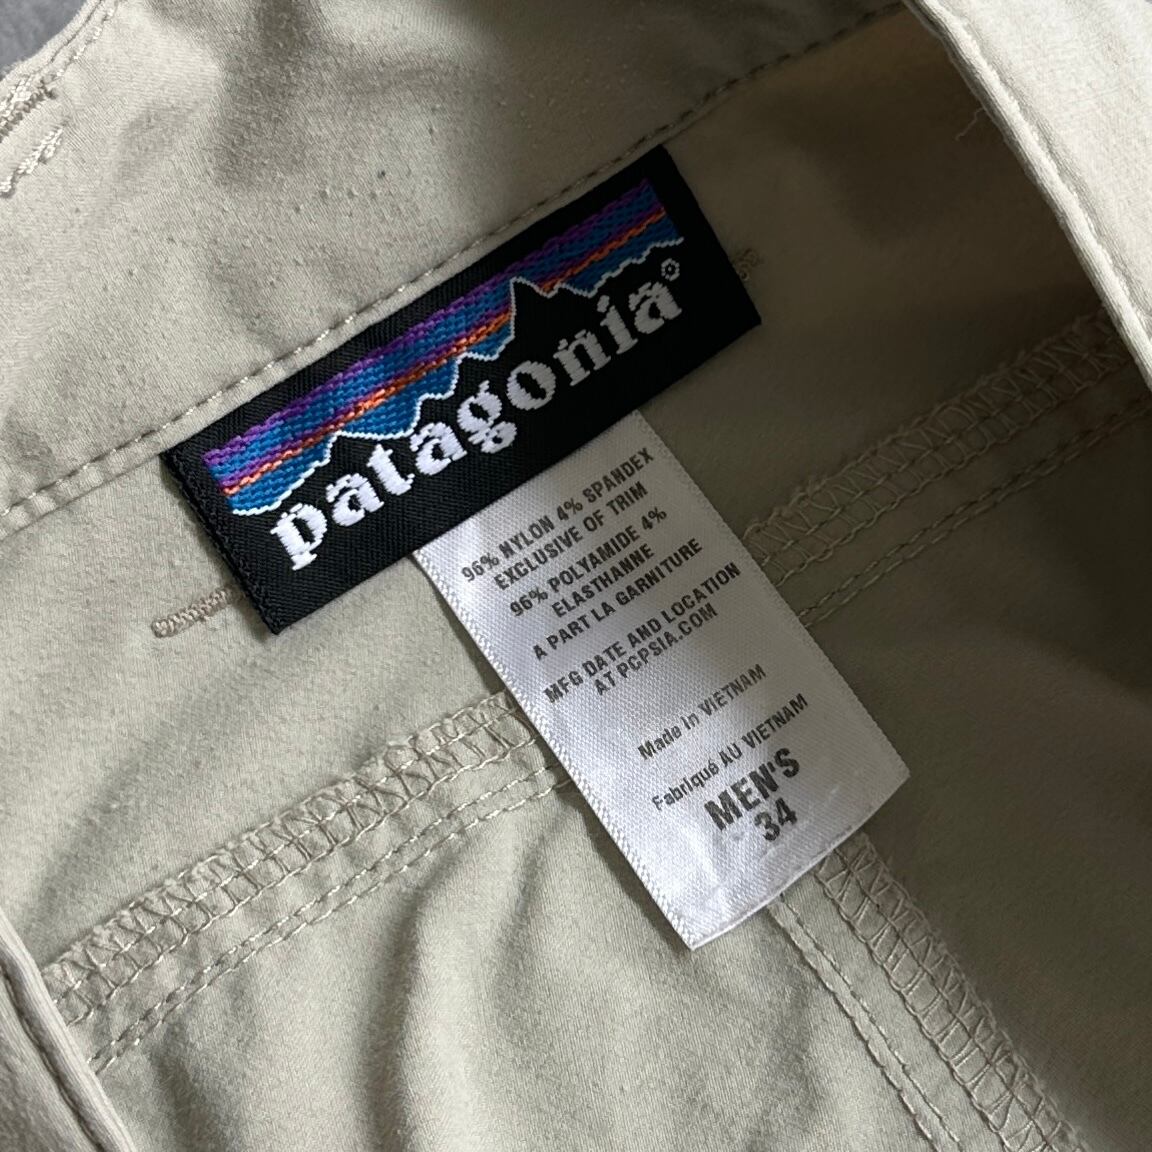 patagonia®
96% NYLON 4% SPANDEX
EXCLUSIVE OF TRIM
96% POLYAMIDE 4%
ELASTHANNE
A PART LA GARNITURE
MFG DATE AND LOCATION
AT PCPSIA.COM
Made in VIETNAM
Fabriqué AU VIETNAM
MEN'S
34